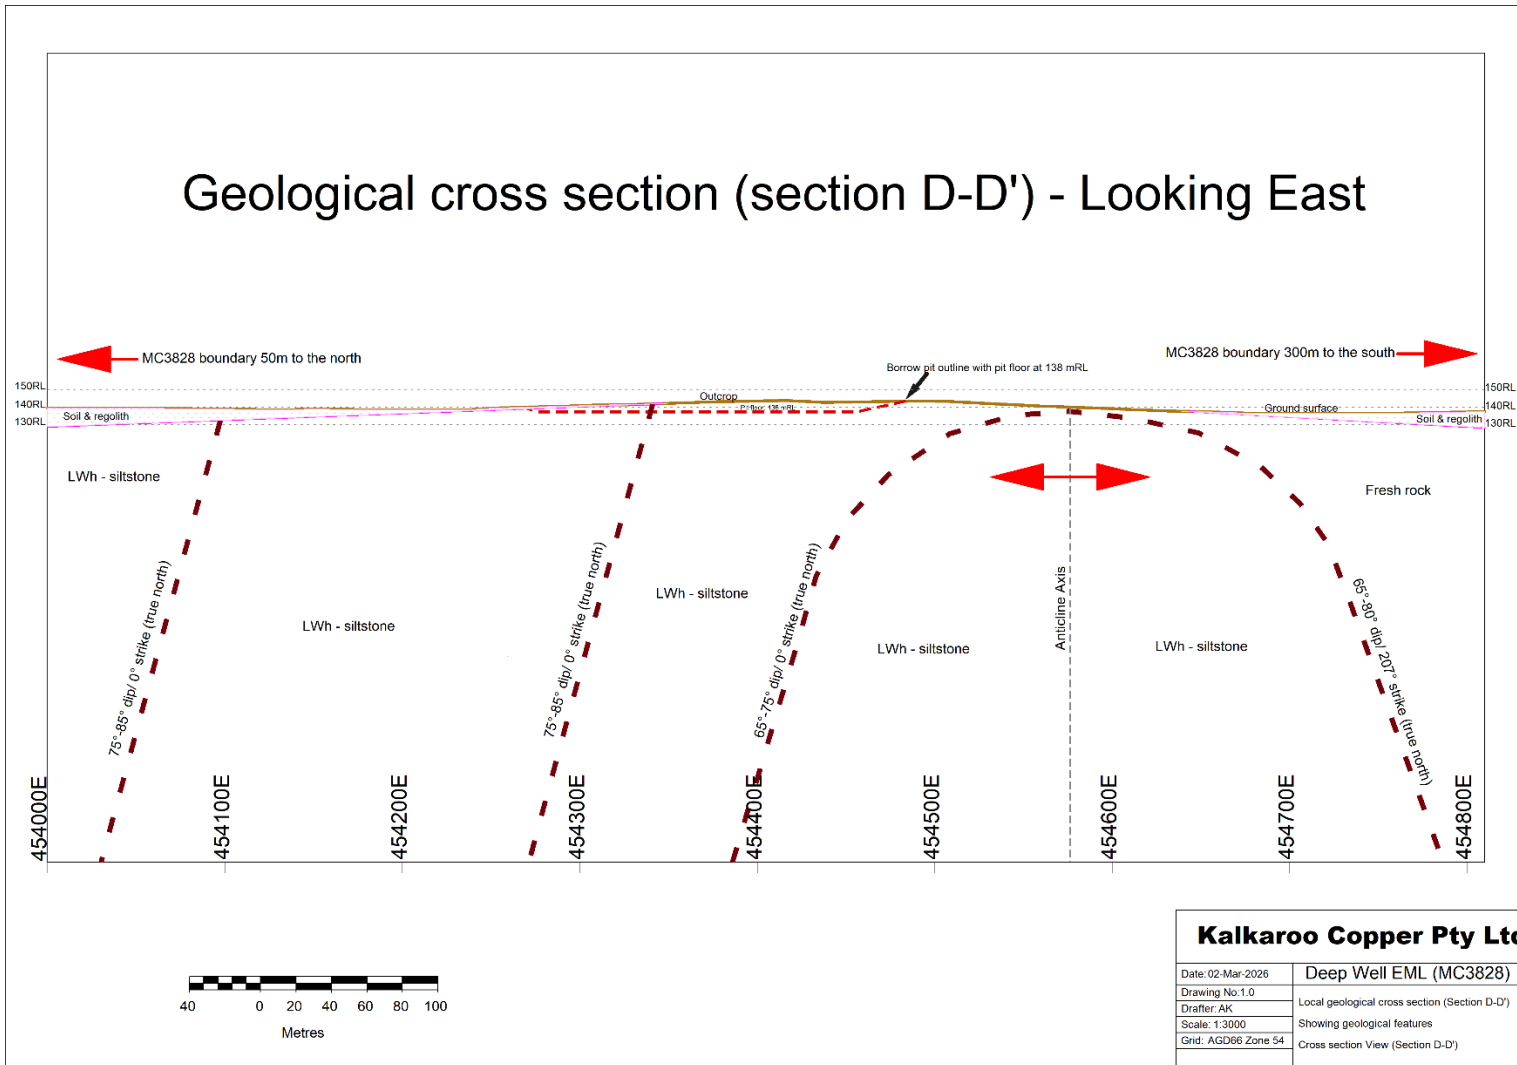 Geological cross section (section D-D') - Looking East
MC3828 boundary 50m to the north
MC3828 boundary 300m to the south
Borrow pit outline with pit floor at 138 mRL
150RL
150RL
Outcrop
140RL
Pit floor 138 mRL
Ground surface
140RL
Soil & regolith
Soil & regolith
130RL
130RL
LWh - siltstone
Fresh rock
75°-85° dip/ 0° strike (true north)
75°-85° dip/ 0° strike (true north)
65°-75° dip/ 0° strike (true north)
65°-80° dip/ 207° strike (true north)
LWh - siltstone
LWh - siltstone
Anticline Axis
LWh - siltstone
LWh - siltstone
454000E
454100E
454200E
454300E
454400E
454500E
454600E
454700E
454800E
40 0 20 40 60 80 100
Metres
Kalkaroo Copper Pty Ltd
Date: 02-Mar-2026
Deep Well EML (MC3828)
Drawing No:1.0
Drafter: AK
Scale: 1:3000
Grid: AGD66 Zone 54
Local geological cross section (Section D-D')
Showing geological features
Cross section View (Section D-D')